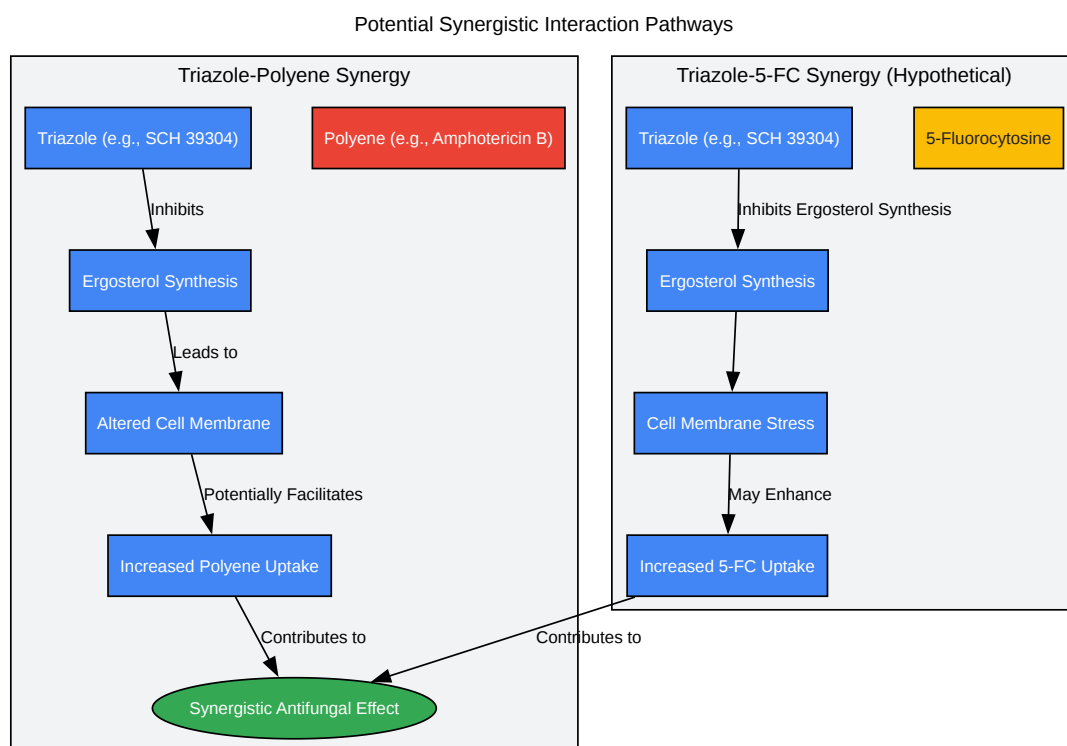 Potential Synergistic Interaction Pathways
Triazole-Polyene Synergy
Triazole (e.g., SCH 39304)
Polyene (e.g., Amphotericin B)
Inhibits
Ergosterol Synthesis
Leads to
Altered Cell Membrane
Potentially Facilitates
Increased Polyene Uptake
Contributes to
Synergistic Antifungal Effect
Triazole-5-FC Synergy (Hypothetical)
Triazole (e.g., SCH 39304)
5-Fluorocytosine
Inhibits Ergosterol Synthesis
Ergosterol Synthesis
Cell Membrane Stress
May Enhance
Increased 5-FC Uptake
Contributes to